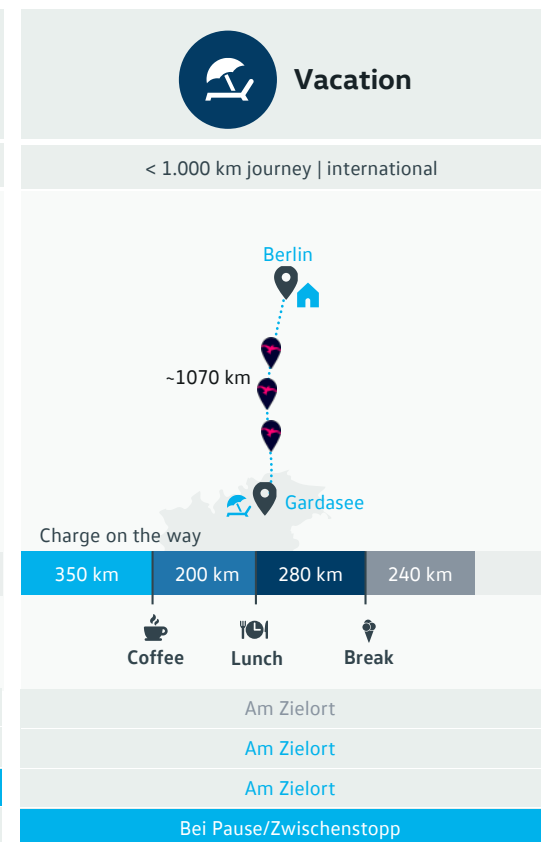 Vacation
< 1.000 km journey | international
Berlin
~1070 km
Gardasee
Charge on the way
350 km
200 km
280 km
240 km
Coffee
Lunch
Break
Am Zielort
Am Zielort
Am Zielort
Bei Pause/Zwischenstopp